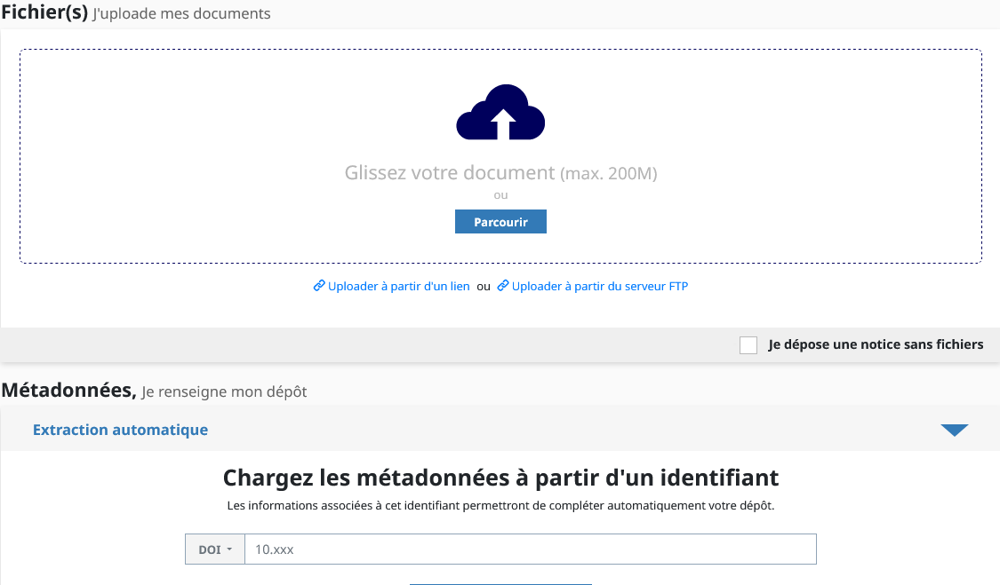 Fichier(s) J'uploade mes documents
Glissez votre document (max. 200M)
ou
Parcourir
Uploader à partir d'un lien ou Uploader à partir du serveur FTP
Je dépose une notice sans fichiers
Métadonnées, Je renseigne mon dépôt
Extraction automatique
Chargez les métadonnées à partir d'un identifiant
Les informations associées à cet identifiant permettront de compléter automatiquement votre dépôt.
DOI 10.xxx